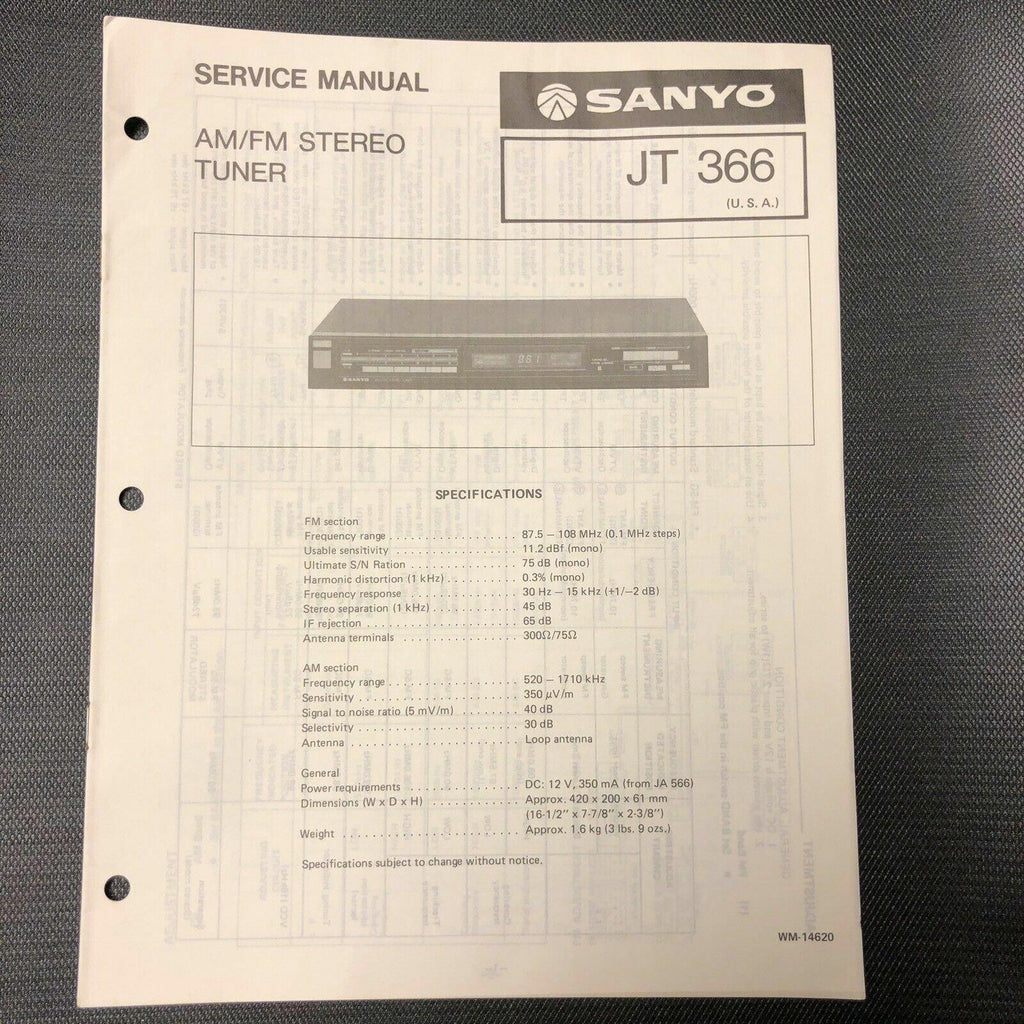 SERVICE MANUAL
SANYO
AM/FM STEREO
TUNER
JT 366
(U. S. A.)
SANYO
SPECIFICATIONS
FM section
Frequency range . . . . . . . . . . . . . . . . . . 87.5 – 108 MHz (0.1 MHz steps)
Usable sensitivity . . . . . . . . . . . . . . . . . 11.2 dBf (mono)
Ultimate S/N Ration . . . . . . . . . . . . . . . 75 dB (mono)
Harmonic distortion (1 kHz) . . . . . . . . . . 0.3% (mono)
Frequency response . . . . . . . . . . . . . . . . 30 Hz – 15 kHz (+1/–2 dB)
Stereo separation (1 kHz) . . . . . . . . . . . . 45 dB
IF rejection . . . . . . . . . . . . . . . . . . . . . . 65 dB
Antenna terminals . . . . . . . . . . . . . . . . 300Ω/75Ω
AM section
Frequency range . . . . . . . . . . . . . . . . . . . 520 – 1710 kHz
Sensitivity . . . . . . . . . . . . . . . . . . . . . . . 350 μV/m
Signal to noise ratio (5 mV/m) . . . . . . . . 40 dB
Selectivity . . . . . . . . . . . . . . . . . . . . . . . 30 dB
Antenna . . . . . . . . . . . . . . . . . . . . . . . . Loop antenna
General
Power requirements . . . . . . . . . . . . . . . . DC: 12 V, 350 mA (from JA 566)
Dimensions (W x D x H) . . . . . . . . . . . . . Approx. 420 x 200 x 61 mm
(16-1/2" x 7-7/8" x 2-3/8")
Weight . . . . . . . . . . . . . . . . . . . . . . . . . Approx. 1.6 kg (3 lbs. 9 ozs.)
Specifications subject to change without notice.
WM-14620